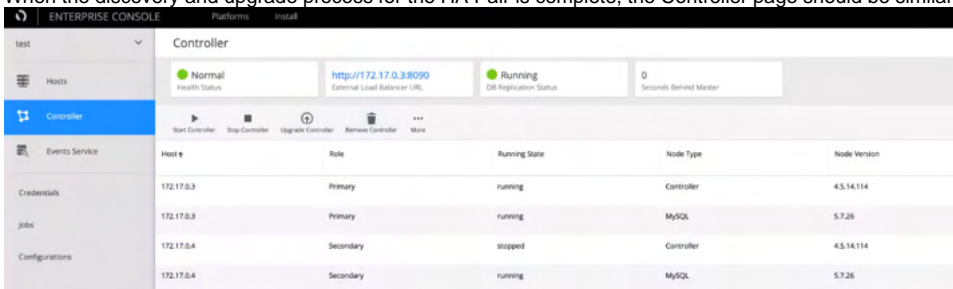 When the discovery and upgrade process for the HA Pair is complete, the Controller page should be similar
ENTERPRISE CONSOLE Platforms Install
test
Controller
Normal
Health Status
http://172.17.0.3:8090
External Load Balancer URL
Running
DB Replication Status
0
Seconds Behind Master
Hosts
Controller
Events Service
Credentials
Jobs
Configurations
Start Controller Stop Controller Upgrade Controller Remove Controller More
Host Role Running State Node Type Node Version
172.17.0.3 Primary running Controller 4.5.14.114
172.17.0.3 Primary running MySQL 5.7.26
172.17.0.4 Secondary stopped Controller 4.5.14.114
172.17.0.4 Secondary running MySQL 5.7.26